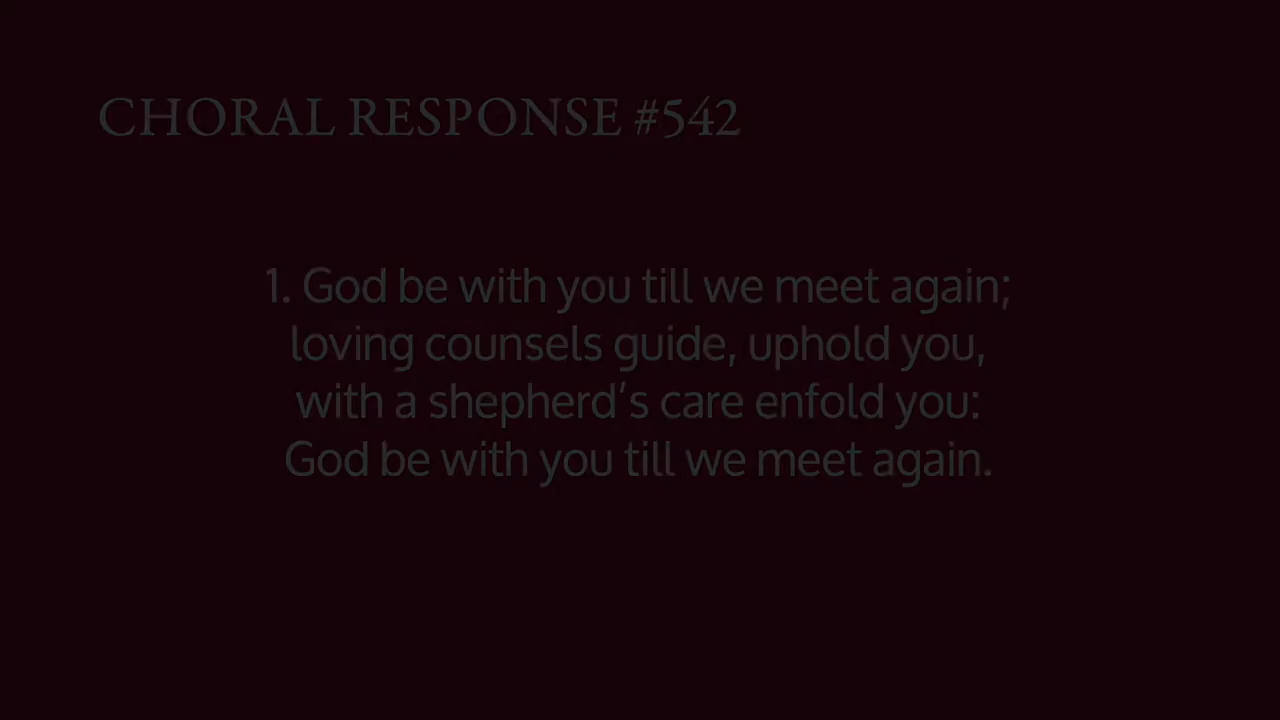 CHORAL RESPONSE #542
1. God be with you till we meet again;
loving counsels guide, uphold you,
with a shepherd’s care enfold you:
God be with you till we meet again.